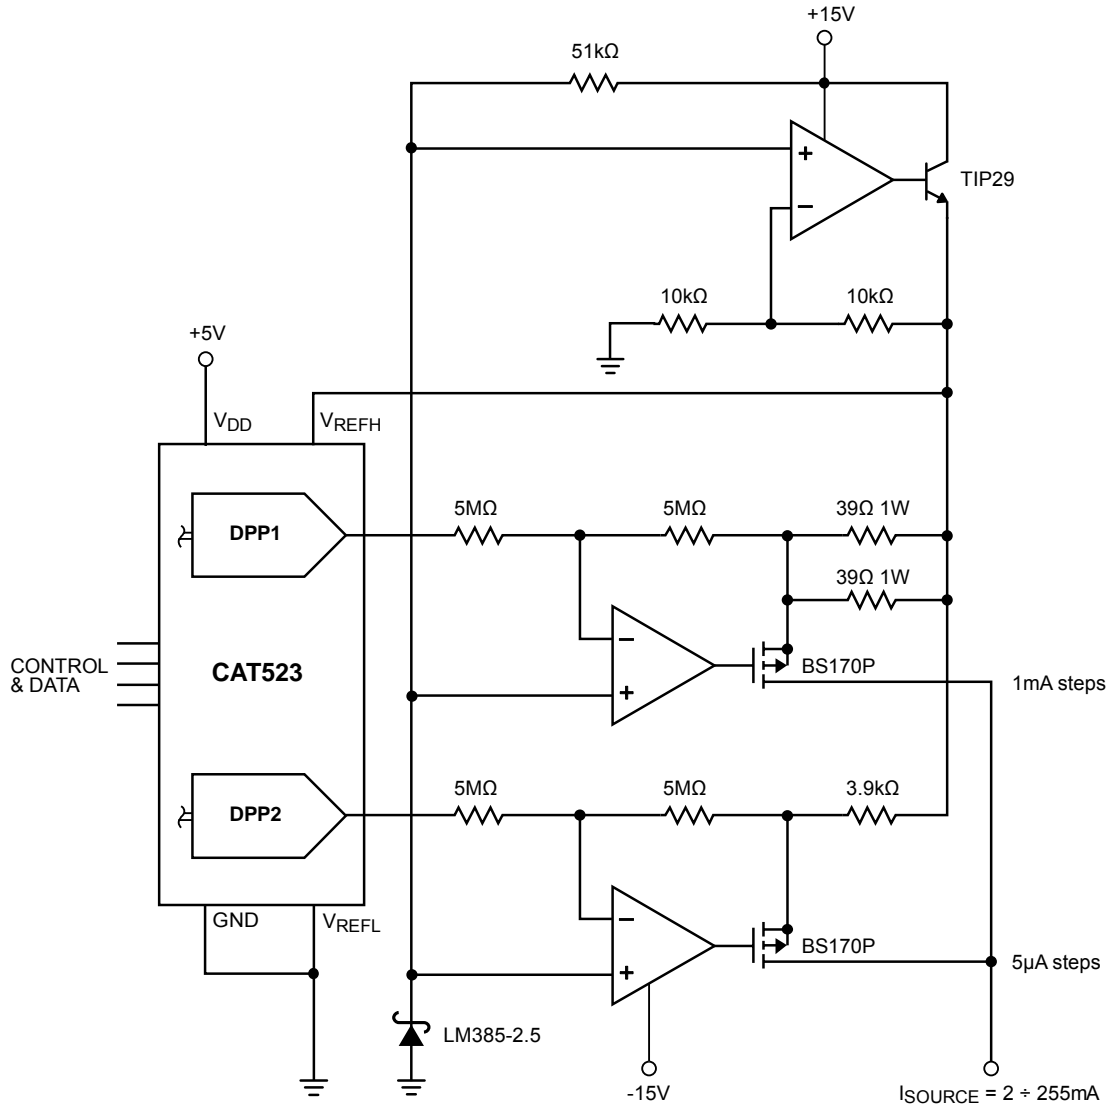 +15V
51kΩ
+
TIP29
−
10kΩ
10kΩ
+5V
VDD
VREFH
DPP1
5MΩ
5MΩ
39Ω 1W
39Ω 1W
−
CONTROL
& DATA
CAT523
+
BS170P
1mA steps
DPP2
5MΩ
5MΩ
3.9kΩ
GND
VREFL
−
+
BS170P
5µA steps
LM385-2.5
-15V
ISOURCE = 2 ÷ 255mA